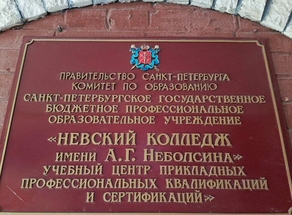 ПРАВИТЕЛЬСТВО САНКТ-ПЕТЕРБУРГА
КОМИТЕТ ПО ОБРАЗОВАНИЮ
САНКТ-ПЕТЕРБУРГСКОЕ ГОСУДАРСТВЕННОЕ
БЮДЖЕТНОЕ ПРОФЕССИОНАЛЬНОЕ
ОБРАЗОВАТЕЛЬНОЕ УЧРЕЖДЕНИЕ
«НЕВСКИЙ КОЛЛЕДЖ
ИМЕНИ А.Г. НЕБОЛСИНА»
УЧЕБНЫЙ ЦЕНТР ПРИКЛАДНЫХ
ПРОФЕССИОНАЛЬНЫХ КВАЛИФИКАЦИЙ
И СЕРТИФИКАЦИЙ»